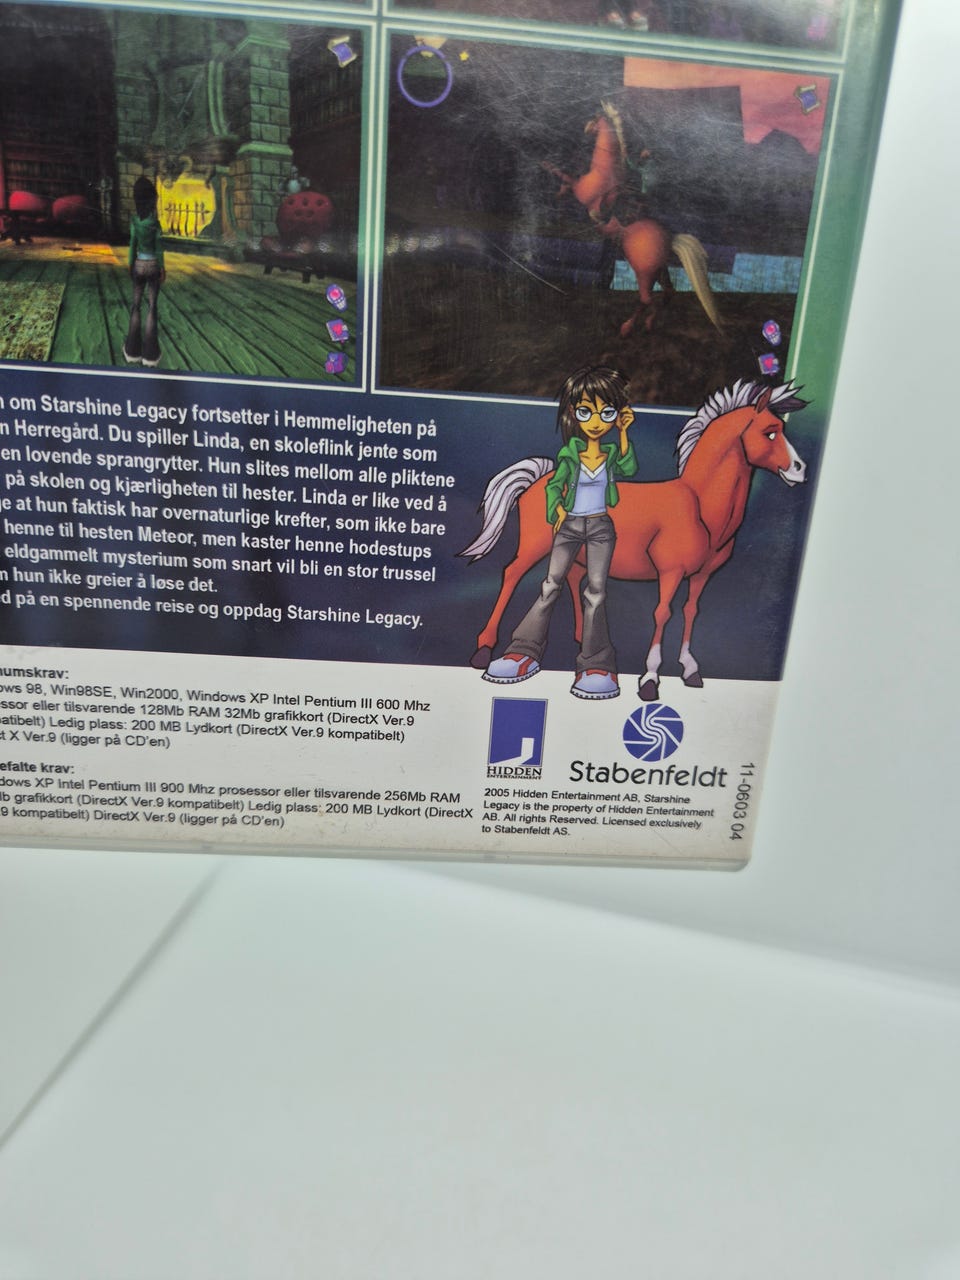 om Starshine Legacy fortsetter i Hemmeligheten på
Herregård. Du spiller Linda, en skoleflink jente som
en lovende sprangrytter. Hun slites mellom alle pliktene
på skolen og kjærligheten til hester. Linda er like ved å
at hun faktisk har overnaturlige krefter, som ikke bare
henne til hesten Meteor, men kaster henne hodestups
eldgammelt mysterium som snart vil bli en stor trussel
hun ikke greier å løse det.
på en spennende reise og oppdag Starshine Legacy.
numskrav:
ows 98, Win98SE, Win2000, Windows XP Intel Pentium III 600 Mhz
ssor eller tilsvarende 128Mb RAM 32Mb grafikkort (DirectX Ver.9
patibelt) Ledig plass: 200 MB Lydkort (DirectX Ver.9 kompatibelt)
ct X Ver.9 (ligger på CD'en)
efalte krav:
dows XP Intel Pentium III 900 Mhz prosessor eller tilsvarende 256Mb RAM
lb grafikkort (DirectX Ver.9 kompatibelt) Ledig plass: 200 MB Lydkort (DirectX
.9 kompatibelt) DirectX Ver.9 (ligger på CD'en)
HIDDEN
ENTERTAINMENT
Stabenfeldt
2005 Hidden Entertainment AB, Starshine
Legacy is the property of Hidden Entertainment
AB. All rights Reserved. Licensed exclusively
to Stabenfeldt AS.
11-0603 04